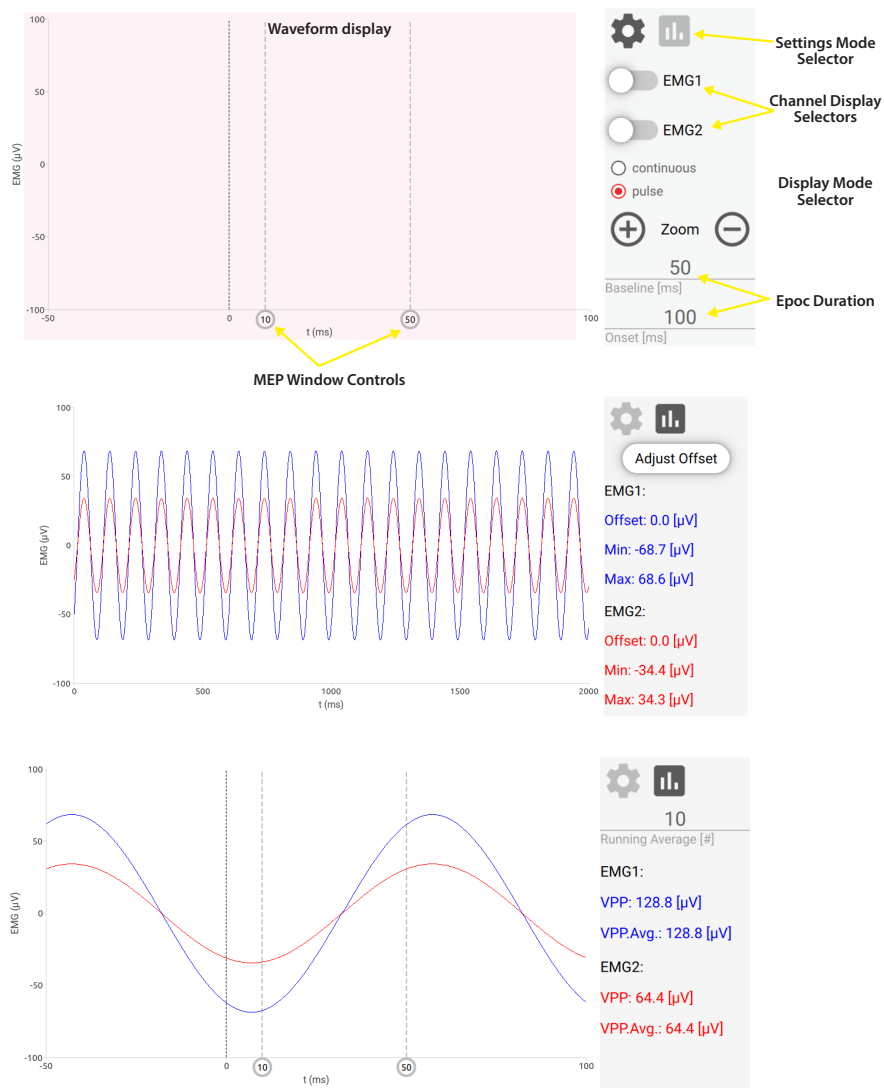 Waveform display
100
50
0
-50
-100
EMG (µV)
-50
0
10
50
100
t (ms)
MEP Window Controls
Settings Mode
Selector
EMG1
EMG2
Channel Display
Selectors
continuous
pulse
Display Mode
Selector
Zoom
50
Baseline [ms]
100
Onset [ms]
Epoc Duration
100
50
0
-50
-100
EMG (µV)
0
500
1000
1500
2000
t (ms)
Adjust Offset
EMG1:
Offset: 0.0 [µV]
Min: -68.7 [µV]
Max: 68.6 [µV]
EMG2:
Offset: 0.0 [µV]
Min: -34.4 [µV]
Max: 34.3 [µV]
100
50
0
-50
-100
EMG (µV)
-50
0
10
50
100
t (ms)
10
Running Average [#]
EMG1:
VPP: 128.8 [µV]
VPP.Avg.: 128.8 [µV]
EMG2:
VPP: 64.4 [µV]
VPP.Avg.: 64.4 [µV]